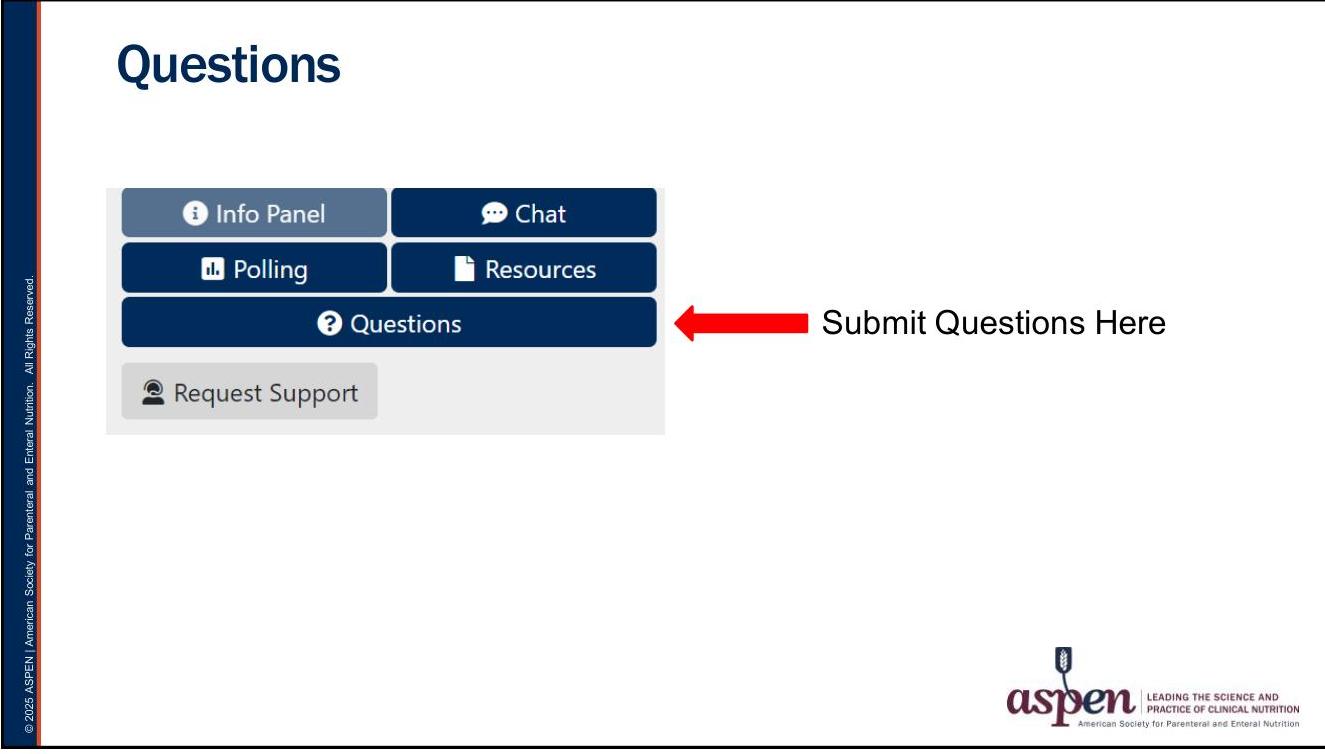 Questions
Info Panel
Chat
Polling
Resources
Questions
Submit Questions Here
Request Support
© 2025 ASPEN | American Society for Parenteral and Enteral Nutrition. All Rights Reserved.
aspen
LEADING THE SCIENCE AND
PRACTICE OF CLINICAL NUTRITION
American Society for Parenteral and Enteral Nutrition